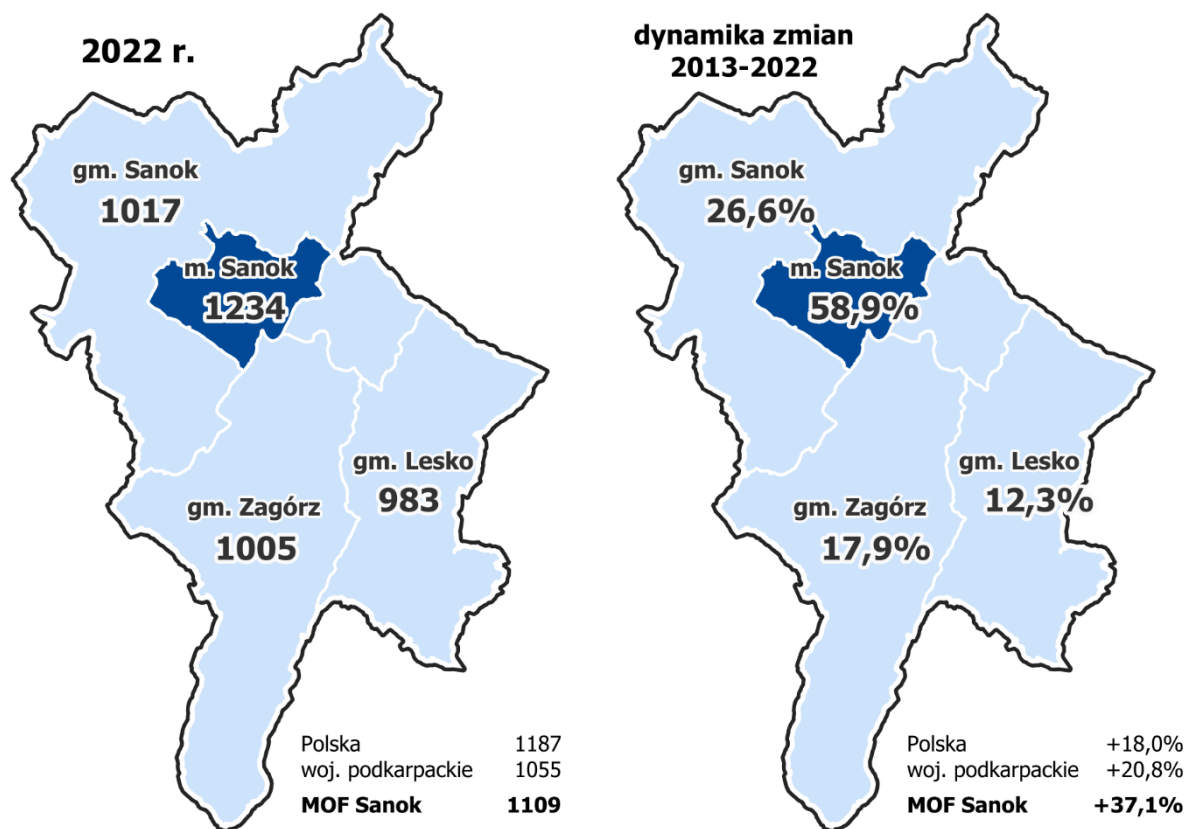 2022 r.
gm. Sanok
1017
m. Sanok
1234
gm. Lesko
983
gm. Zagórz
1005
Polska 1187
woj. podkarpackie 1055
MOF Sanok 1109
dynamika zmian
2013-2022
gm. Sanok
26,6%
m. Sanok
58,9%
gm. Lesko
12,3%
gm. Zagórz
17,9%
Polska +18,0%
woj. podkarpackie +20,8%
MOF Sanok +37,1%